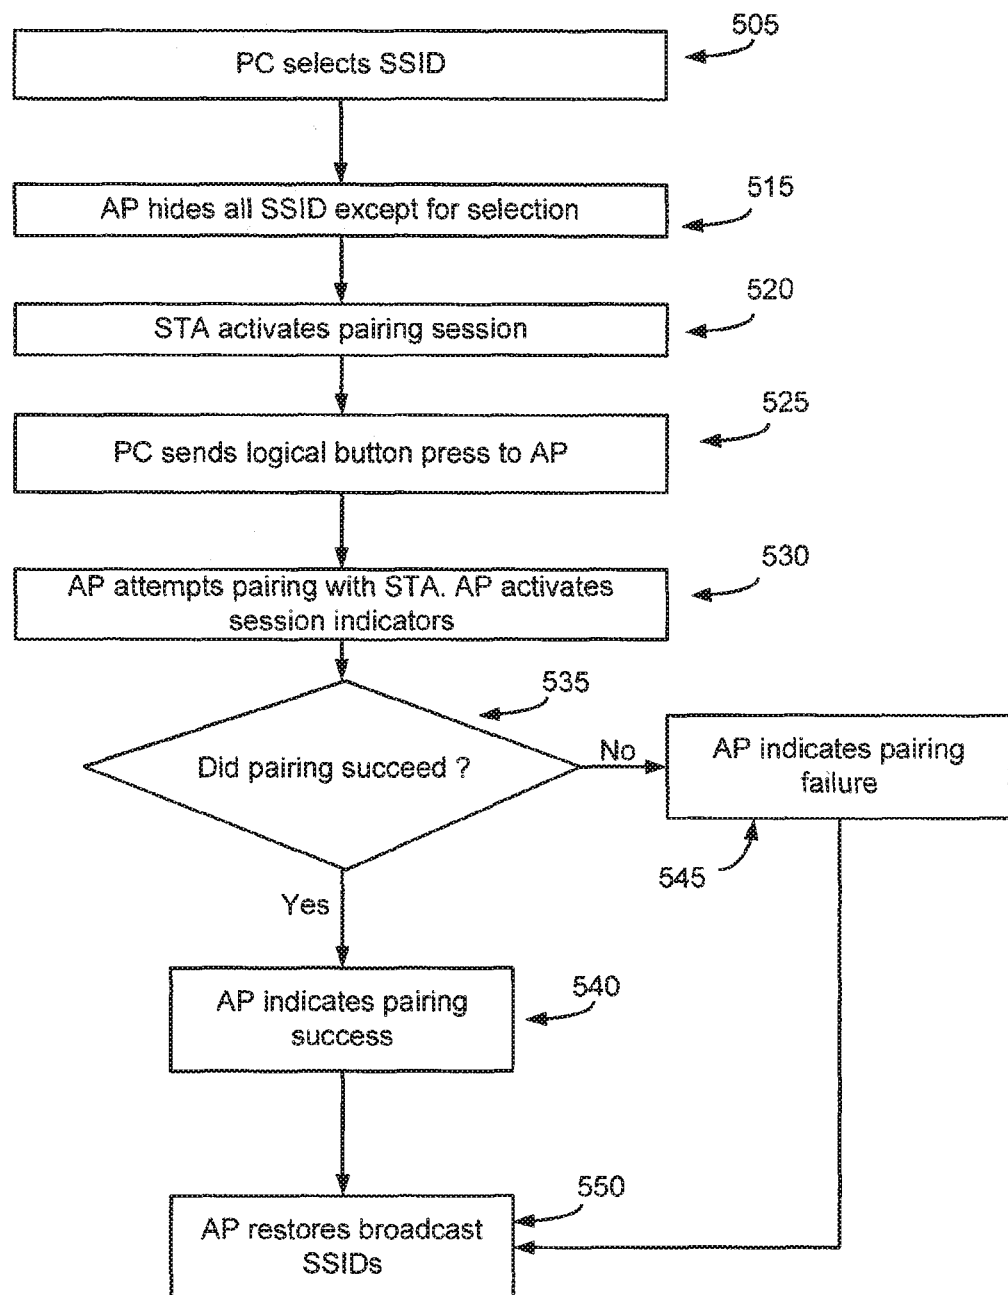 505
PC selects SSID
515
AP hides all SSID except for selection
520
STA activates pairing session
525
PC sends logical button press to AP
530
AP attempts pairing with STA. AP activates
session indicators
535
Did pairing succeed ?
No
AP indicates pairing
failure
545
Yes
AP indicates pairing
success
540
550
AP restores broadcast
SSIDs